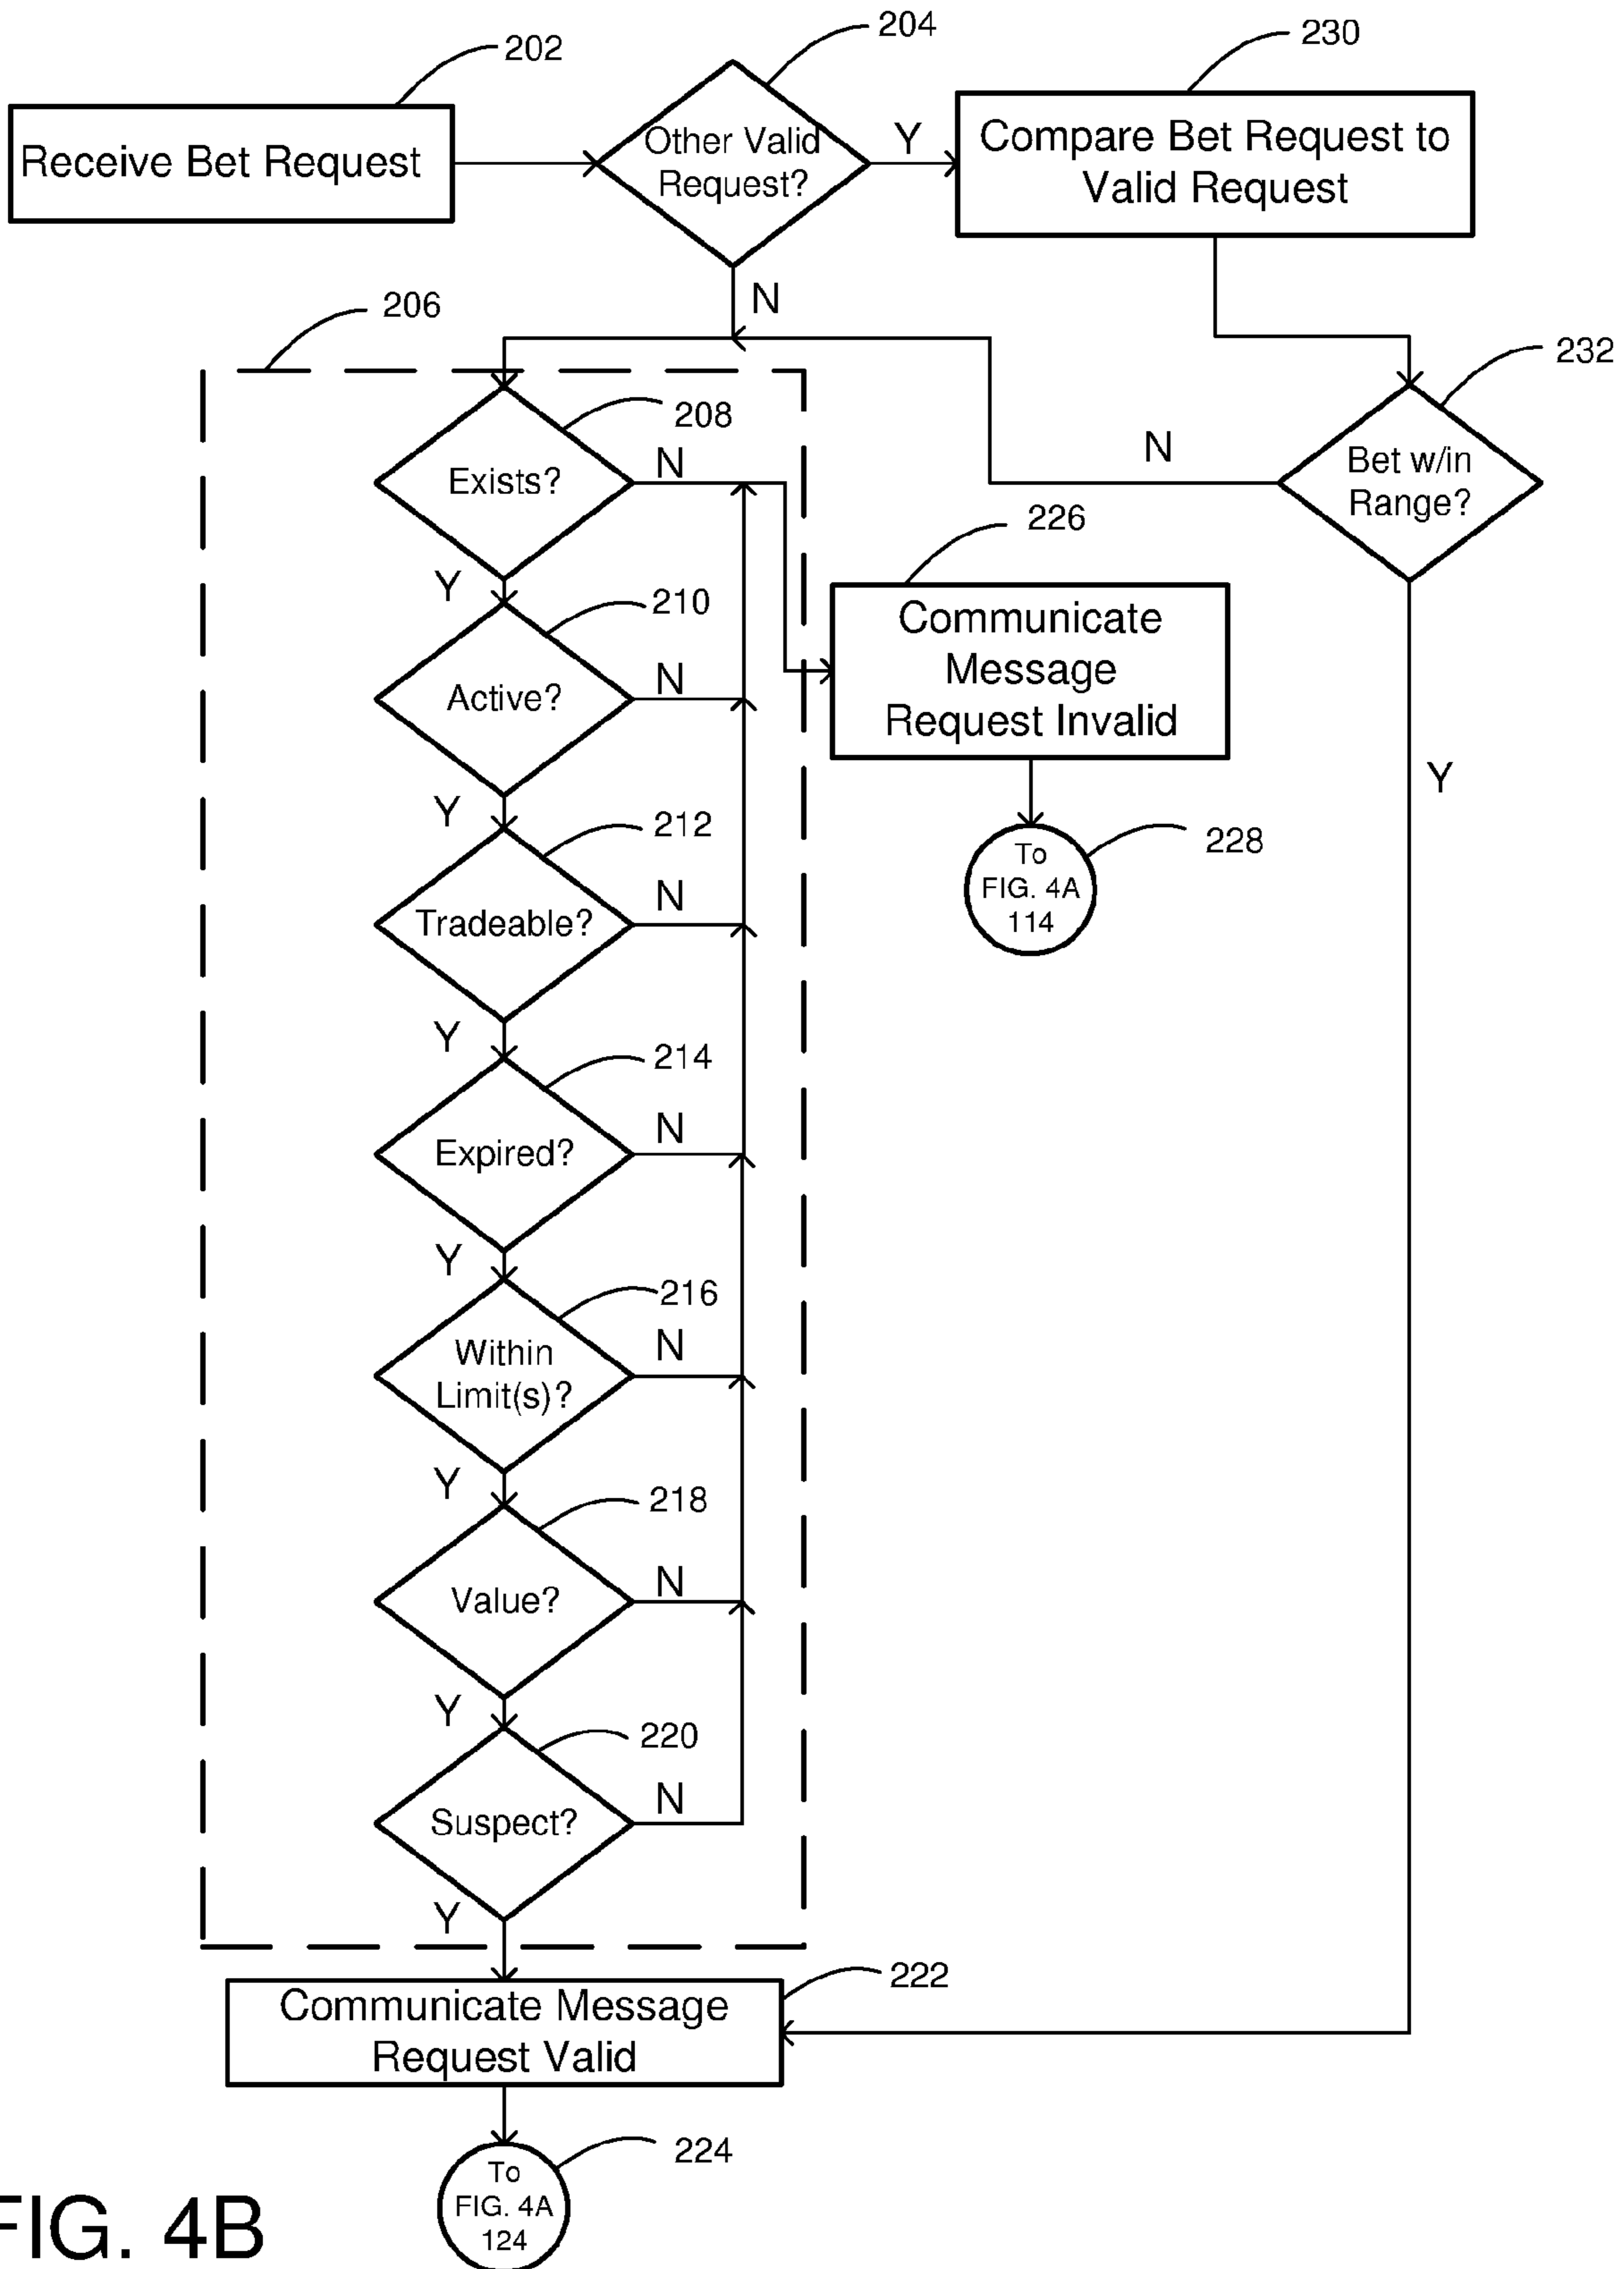 202
204
230
Receive Bet Request
Other Valid
Request?
Y
Compare Bet Request to
Valid Request
N
206
232
208
Exists?
N
N
Bet w/in
Range?
226
Y
210
Communicate
Message
Request Invalid
Active?
N
Y
Y
212
228
To
FIG. 4A
114
Tradeable?
N
Y
214
Expired?
N
Y
216
Within
Limit(s)?
N
Y
218
Value?
N
Y
220
Suspect?
N
Y
222
Communicate Message
Request Valid
224
To
FIG. 4A
124
FIG. 4B